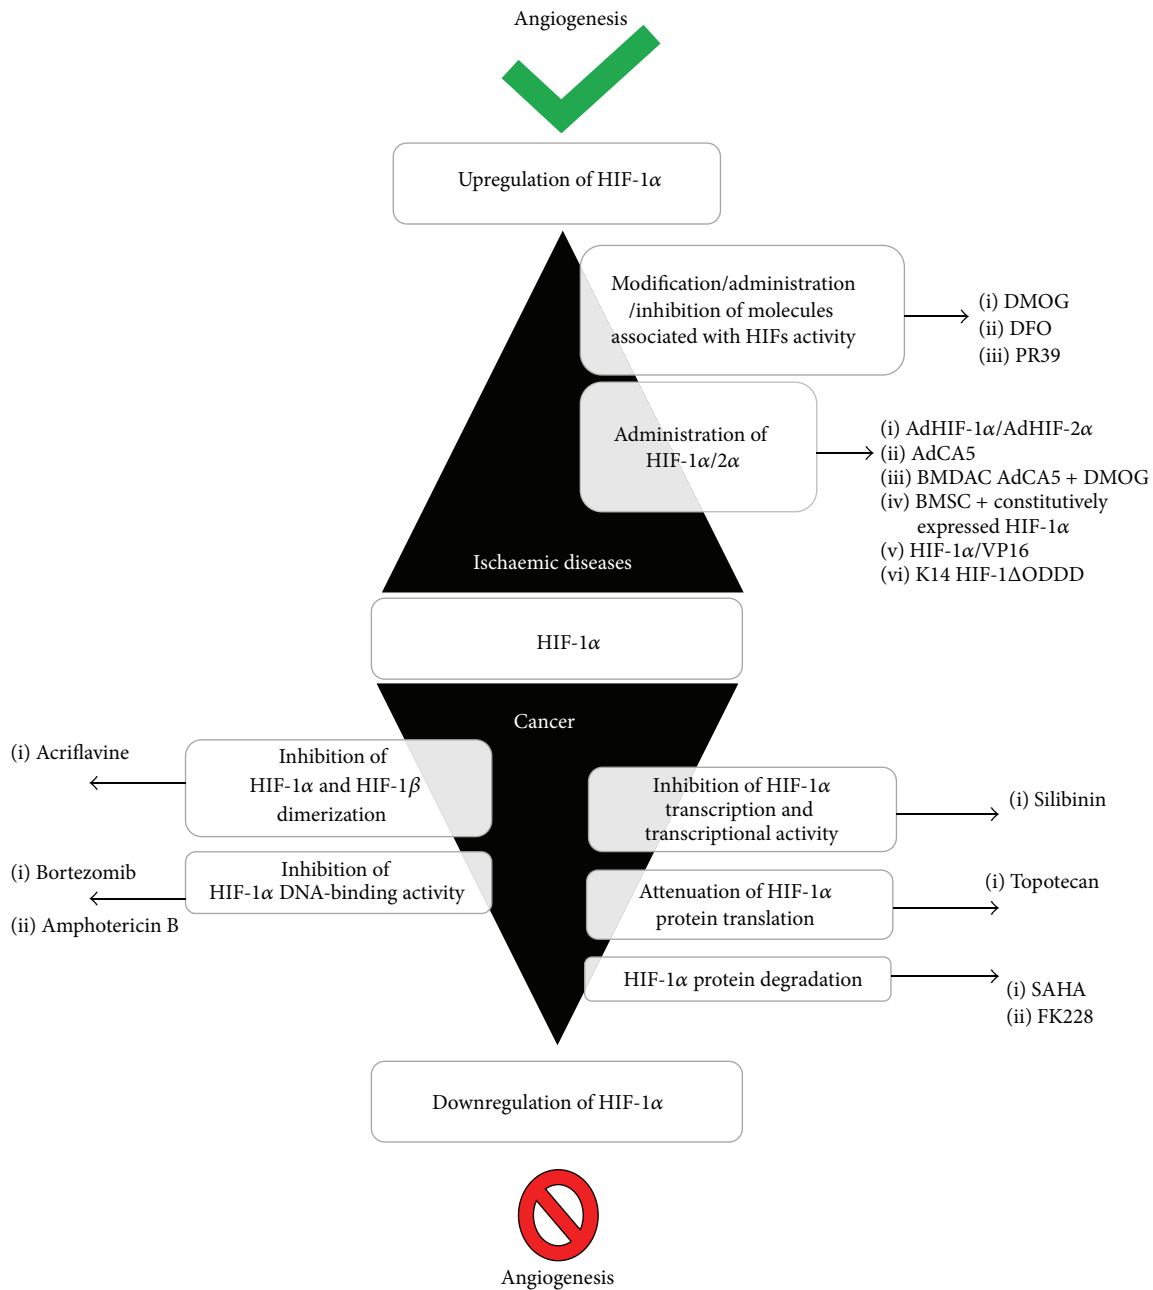 Angiogenesis
Upregulation of HIF-1α
Modification/administration
/inhibition of molecules
associated with HIFs activity
(i) DMOG
(ii) DFO
(iii) PR39
Administration of
HIF-1α/2α
(i) AdHIF-1α/AdHIF-2α
(ii) AdCA5
(iii) BMDAC AdCA5 + DMOG
(iv) BMSC + constitutively
expressed HIF-1α
(v) HIF-1α/VP16
(vi) K14 HIF-1ΔODDD
Ischaemic diseases
HIF-1α
Cancer
(i) Acriflavine
Inhibition of
HIF-1α and HIF-1β
dimerization
(i) Bortezomib
(ii) Amphotericin B
Inhibition of
HIF-1α DNA-binding activity
Inhibition of HIF-1α
transcription and
transcriptional activity
(i) Silibinin
Attenuation of HIF-1α
protein translation
(i) Topotecan
HIF-1α protein degradation
(i) SAHA
(ii) FK228
Downregulation of HIF-1α
Angiogenesis